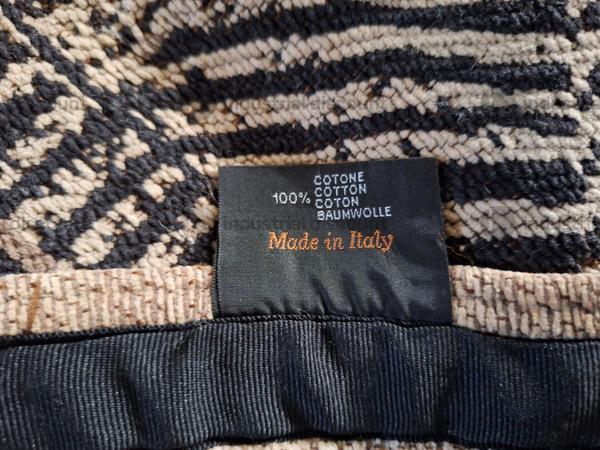 COTONE
100% COTTON
COTON
BAUMWOLLE
Made in Italy